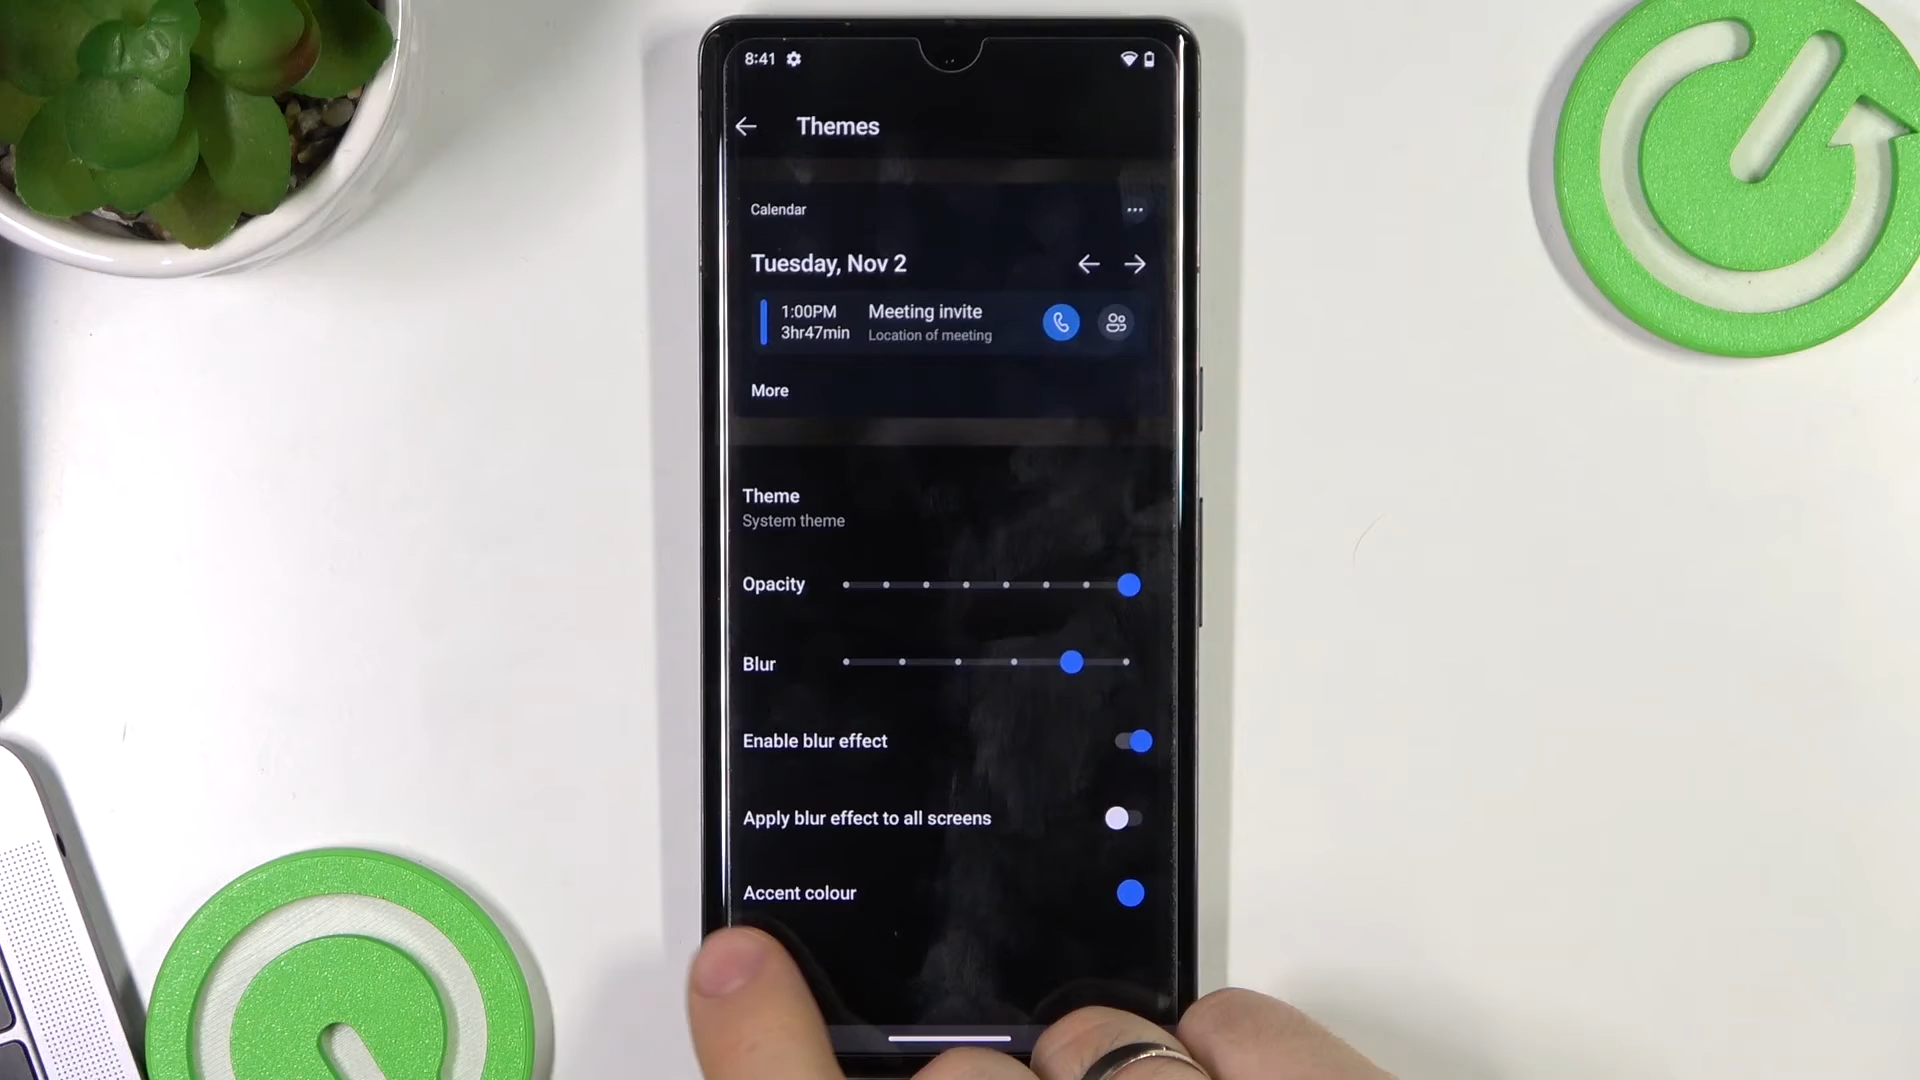 8:41
Themes
Calendar
Tuesday, Nov 2
1:00PM Meeting invite
3hr47min Location of meeting
More
Theme
System theme
Opacity
Blur
Enable blur effect
Apply blur effect to all screens
Accent colour